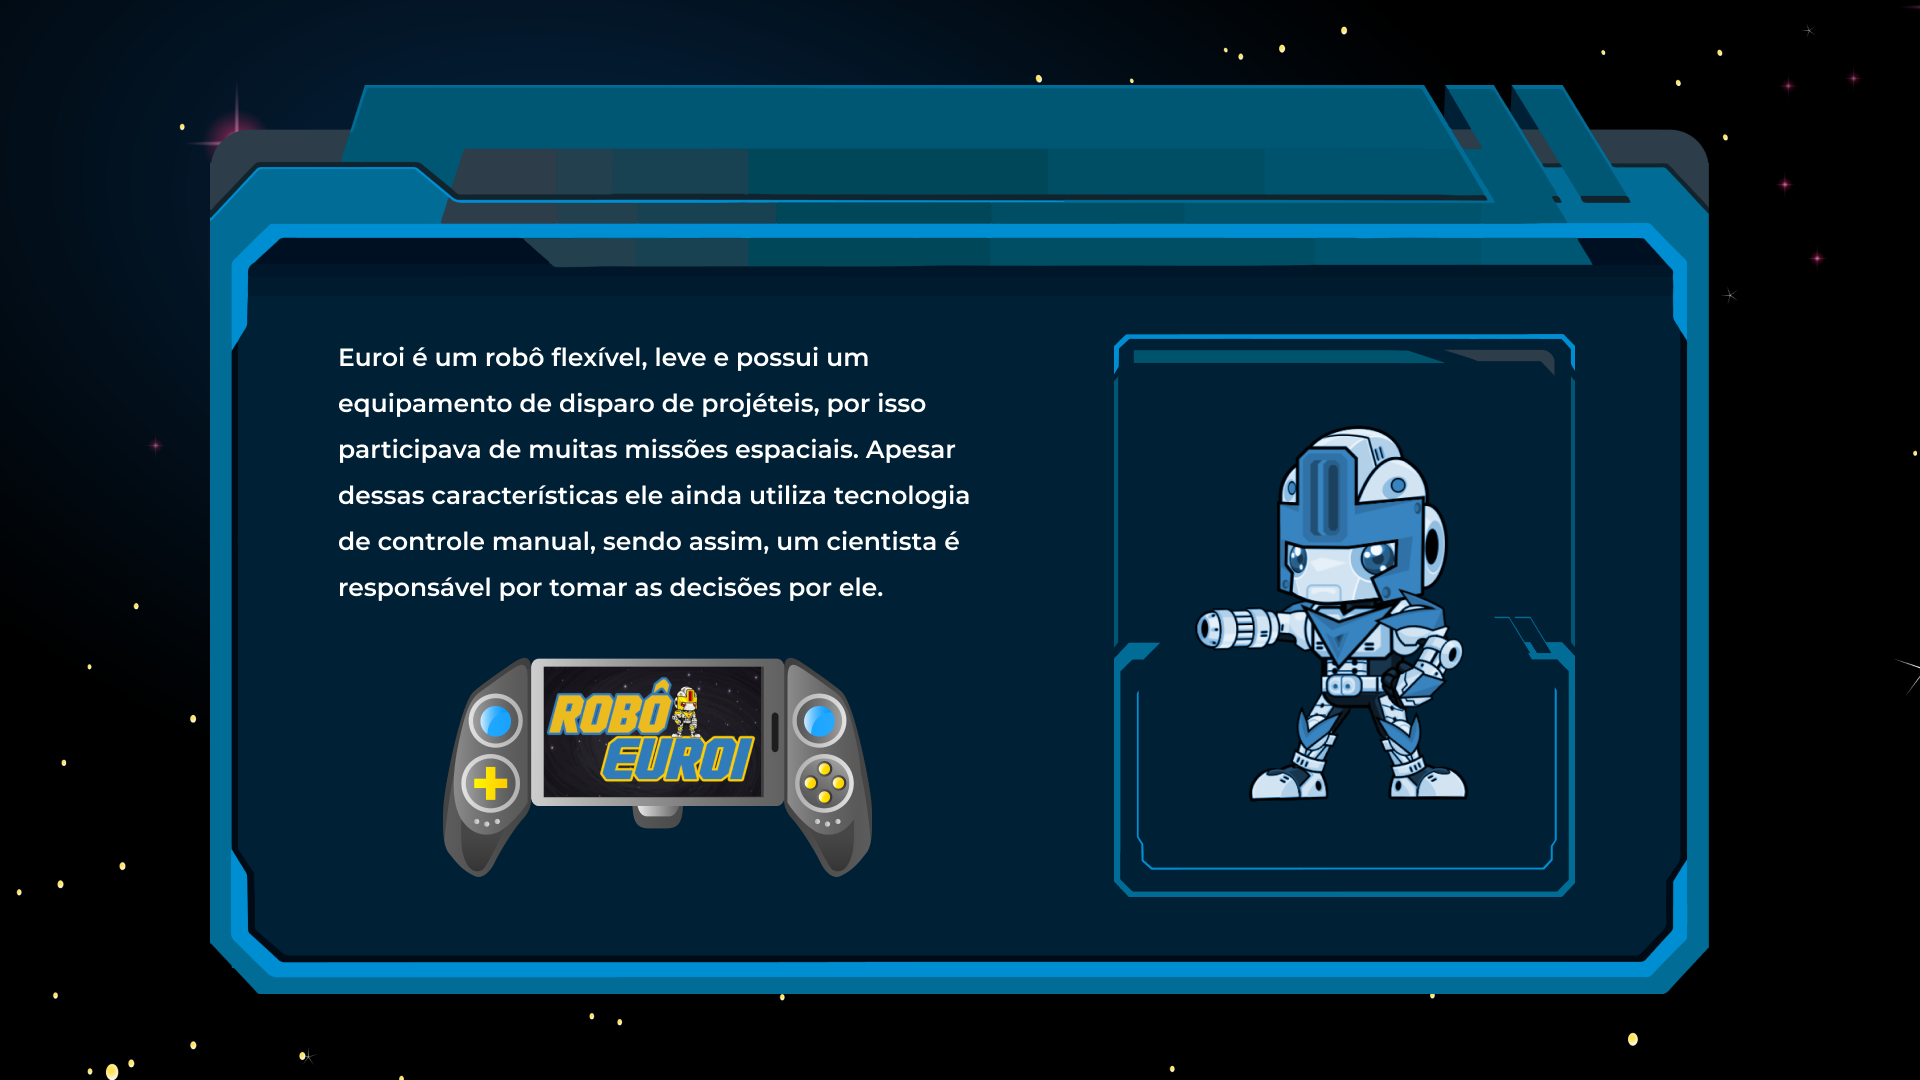 Euroi é um robô flexível, leve e possui um
equipamento de disparo de projéteis, por isso
participava de muitas missões espaciais. Apesar
dessas características ele ainda utiliza tecnologia
de controle manual, sendo assim, um cientista é
responsável por tomar as decisões por ele.
ROBÔ
EUROI